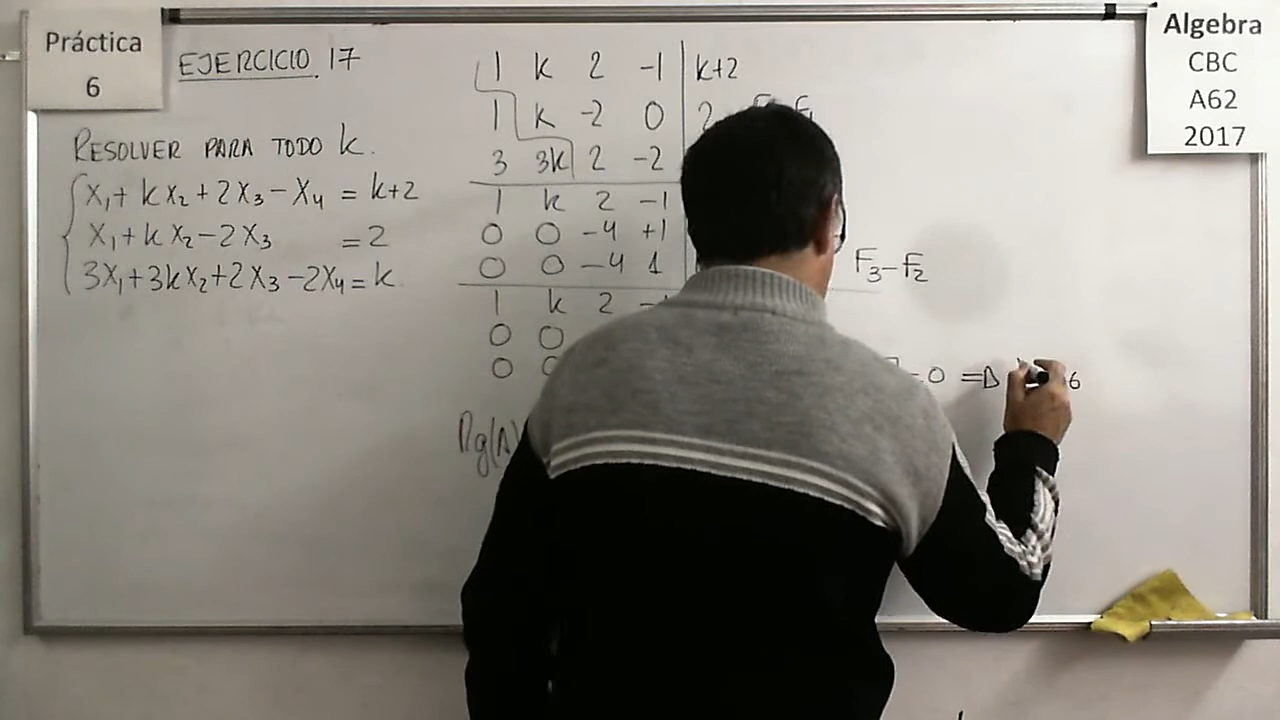 Práctica
6
EJERCICIO 17
RESOLVER PARA TODO k.
x₁ + kx₂ + 2x₃ - x₄ = k+2
x₁ + kx₂ - 2x₃ = 2
3x₁ + 3kx₂ + 2x₃ - 2x₄ = k
1 k 2 -1 | k+2
1 k -2 0 | 2
3 3k 2 -2
1 k 2 -1
0 0 -4 +1
0 0 -4 1 F₃-F₂
1 k 2
0 0
0
=0 ⇒ 6
Rg(A)
Algebra
CBC
A62
2017